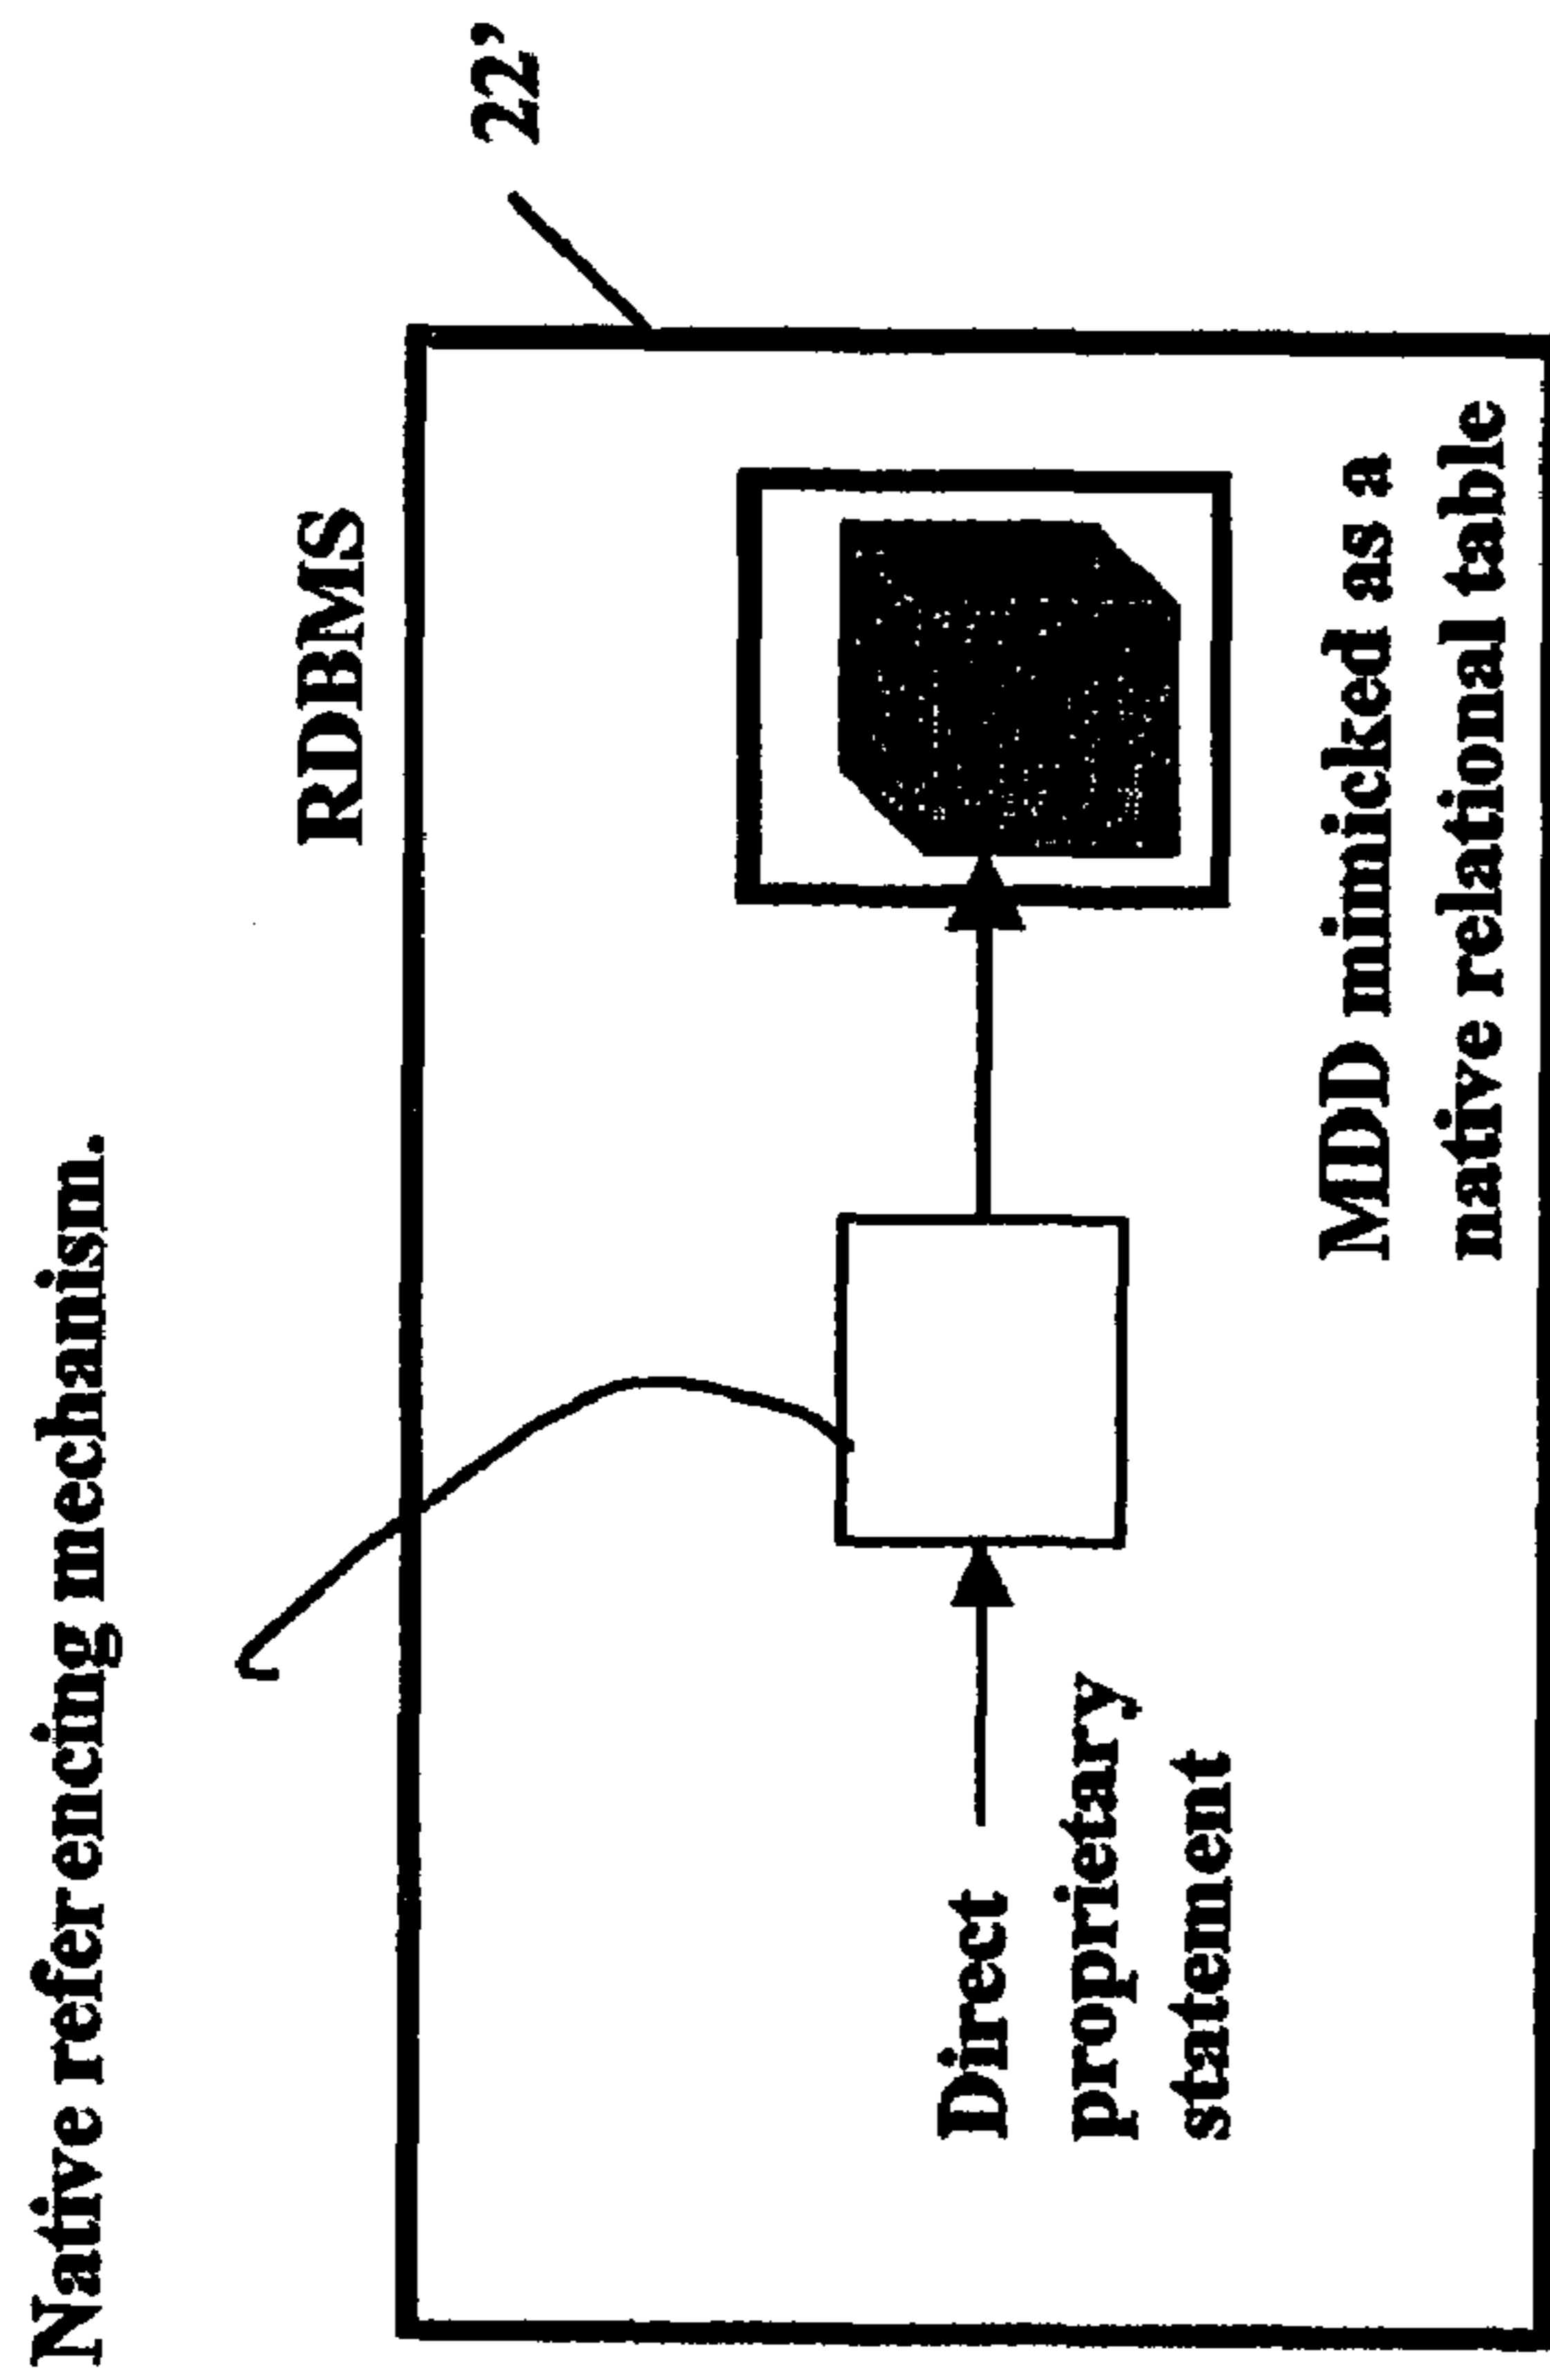 Native referencing mechanism.
RDBMS
22’
Direct
proprietary
statement
MDD mimicked as a
native relational table